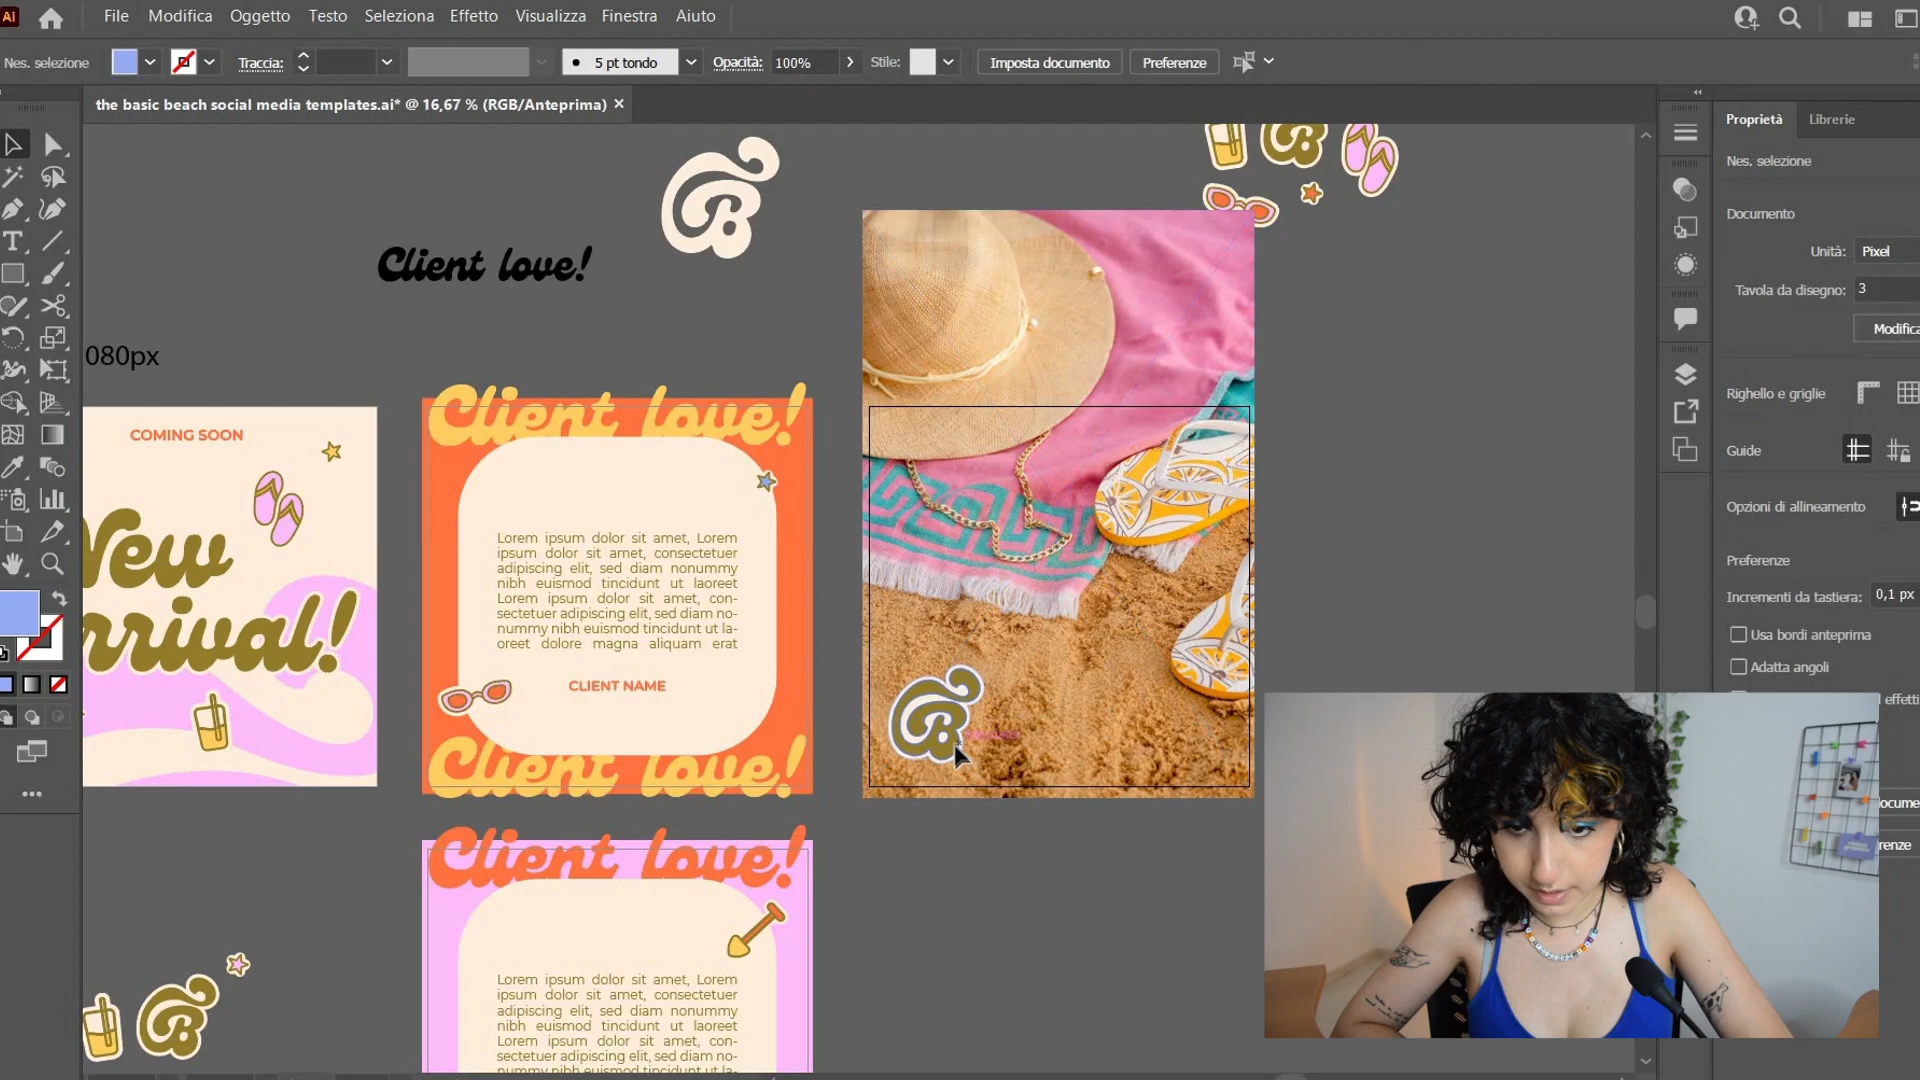 Ai
File Modifica Oggetto Testo Seleziona Effetto Visualizza Finestra Aiuto
Nes. selezione
Traccia:
5 pt tondo
Opacità: 100%
Stile:
Imposta documento
Preferenze
the basic beach social media templates.ai* @ 16,67 % (RGB/Anteprima) ×
Proprietà Librerie
Nes. selezione
Documento
Unità: Pixel
Tavola da disegno: 3
Modifica
Righello e griglie
Guide
Opzioni di allineamento
Preferenze
Incrementi da tastiera: 0,1 px
Usa bordi anteprima
Adatta angoli
l effetti
ocume
renze
Client love!
B
B
080px
COMING SOON
New
rrival!
Client love!
Lorem ipsum dolor sit amet, Lorem
ipsum dolor sit amet, consectetuer
adipiscing elit, sed diam nonummy
nibh euismod tincidunt ut laoreet
Lorem ipsum dolor sit amet, con-
sectetuer adipiscing elit, sed diam no-
nummy nibh euismod tincidunt ut la-
oreet dolore magna aliquam erat
CLIENT NAME
Client love!
B
Client love!
Lorem ipsum dolor sit amet, Lorem
ipsum dolor sit amet, consectetuer
adipiscing elit, sed diam nonummy
nibh euismod tincidunt ut laoreet
Lorem ipsum dolor sit amet, con-
sectetuer adipiscing elit, sed diam no-
nummy nibh euismod tincidunt ut la-
B